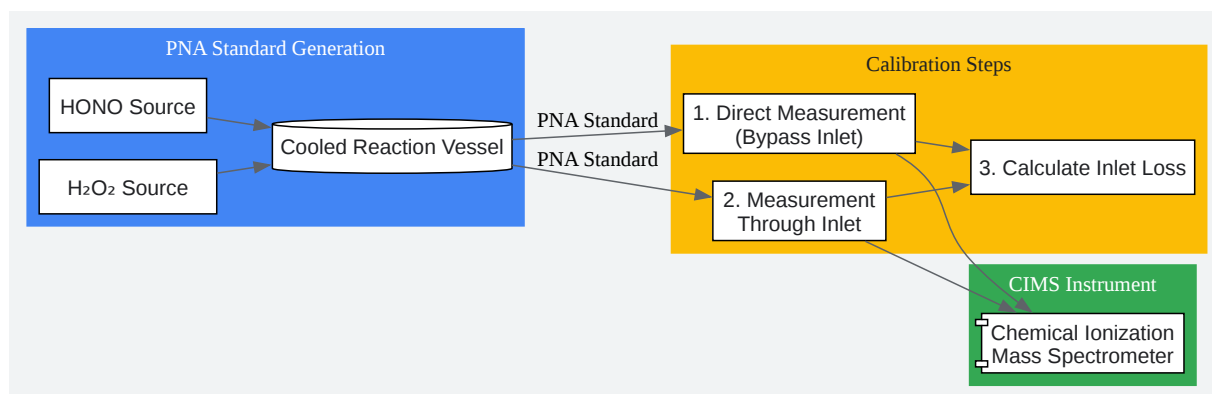 PNA Standard Generation
HONO Source
H₂O₂ Source
Cooled Reaction Vessel
PNA Standard
PNA Standard
Calibration Steps
1. Direct Measurement
(Bypass Inlet)
2. Measurement
Through Inlet
3. Calculate Inlet Loss
CIMS Instrument
Chemical Ionization
Mass Spectrometer